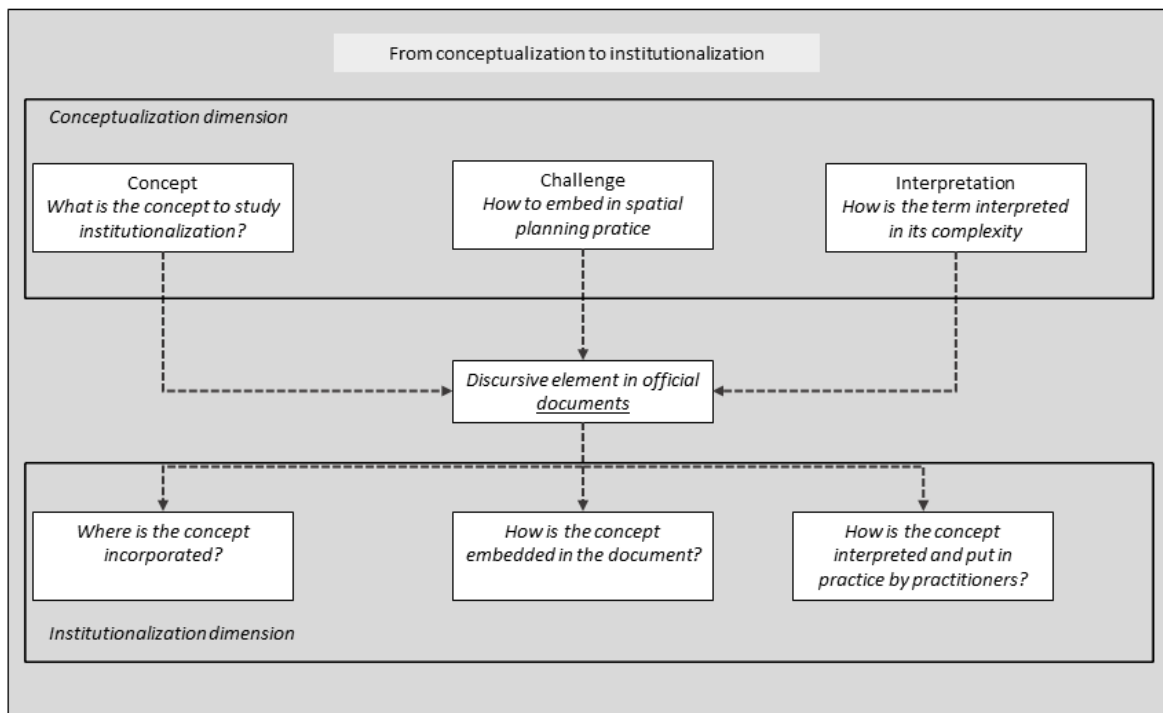 From conceptualization to institutionalization
Conceptualization dimension
Concept
What is the concept to study
institutionalization?
Challenge
How to embed in spatial
planning pratice
Interpretation
How is the term interpreted
in its complexity
Discursive element in official
documents
Where is the concept
incorporated?
How is the concept
embedded in the document?
How is the concept
interpreted and put in
practice by practitioners?
Institutionalization dimension